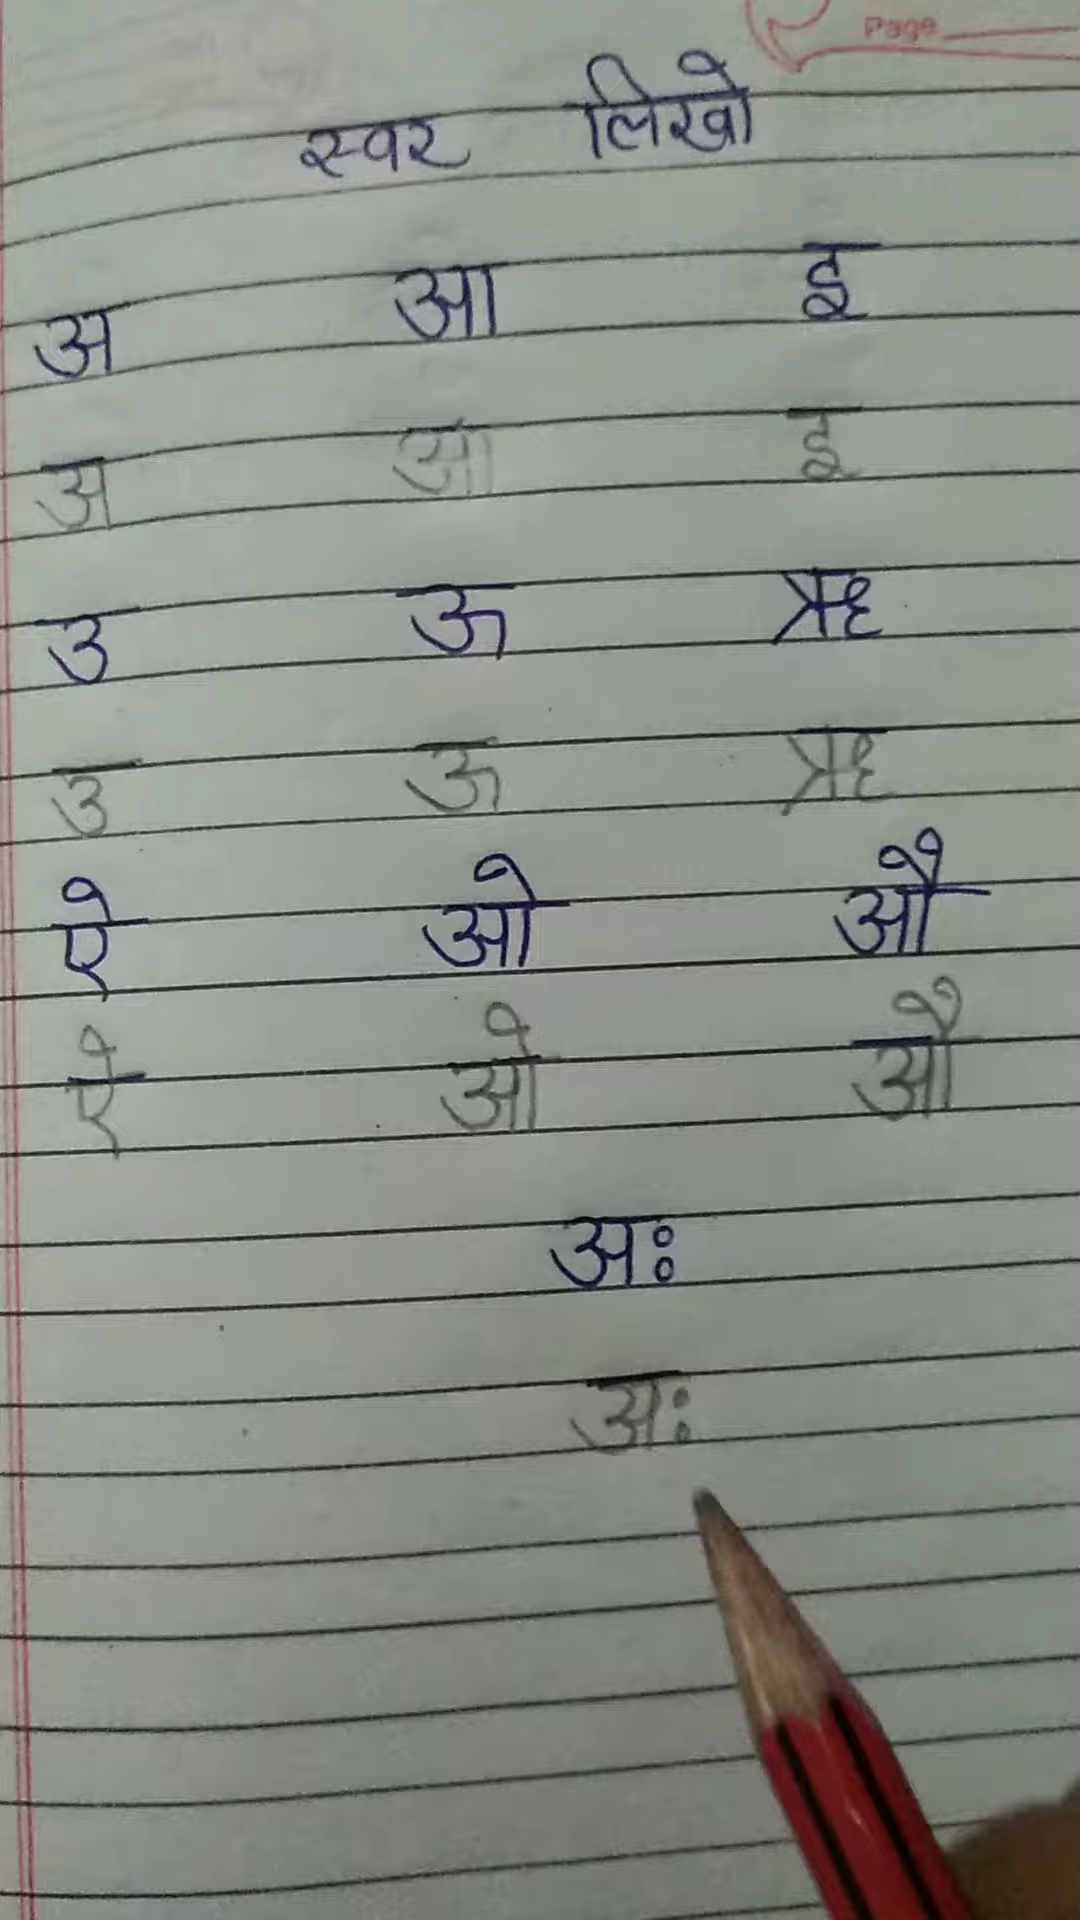 Page
स्वर लिखो
अ आ इ
अ आ इ
उ ऊ ऋ
उ ऊ ऋ
ऐ ओ औ
ऐ ओ औ
अः
अः